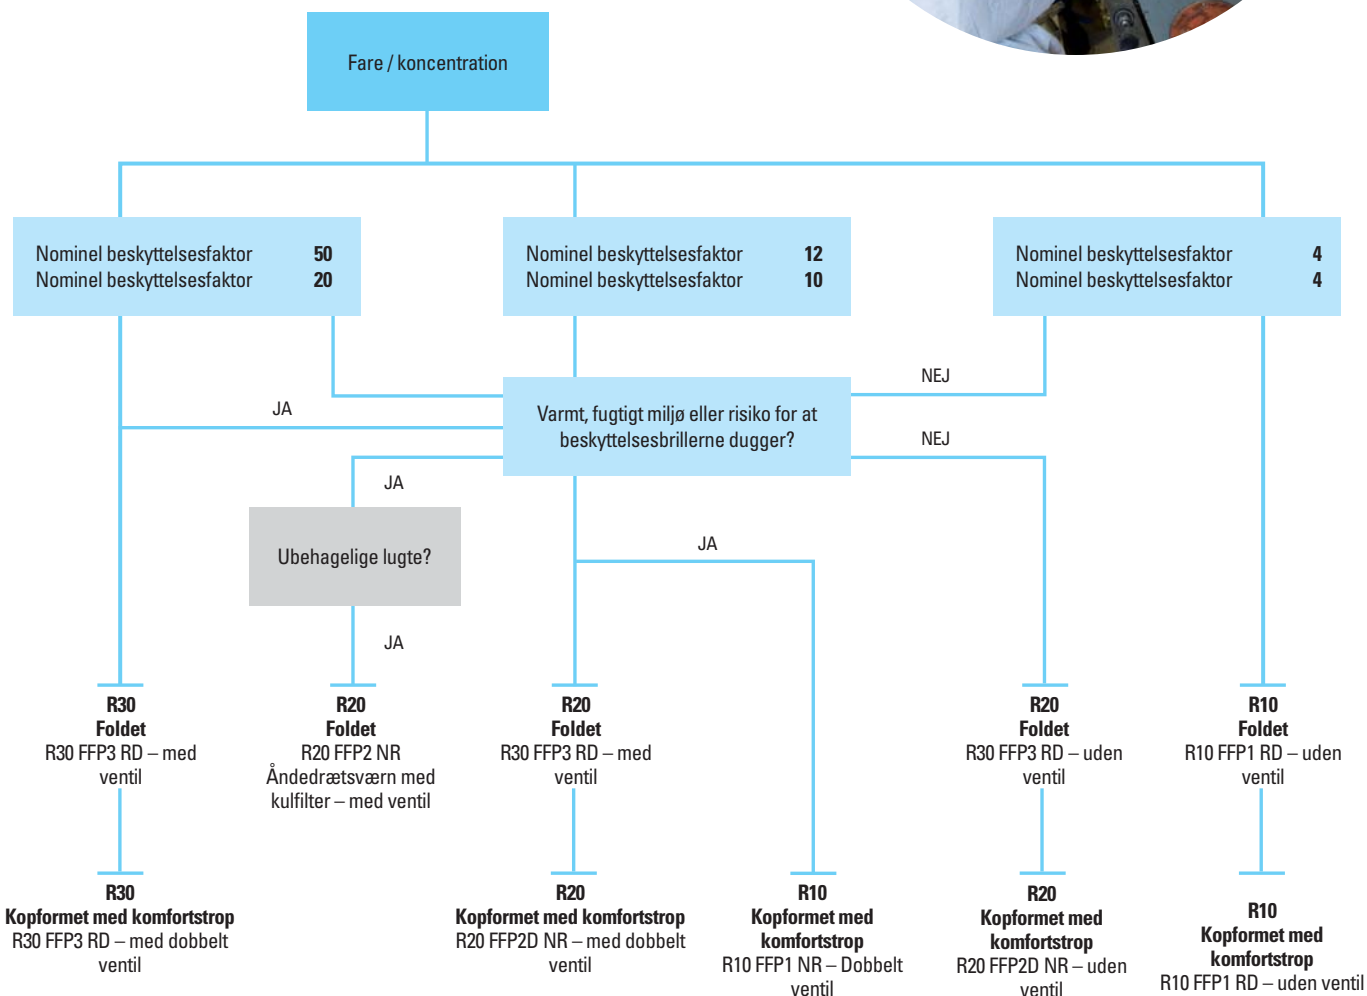 Fare / koncentration
Nominel beskyttelsesfaktor 50
Nominel beskyttelsesfaktor 20
Nominel beskyttelsesfaktor 12
Nominel beskyttelsesfaktor 10
Nominel beskyttelsesfaktor 4
Nominel beskyttelsesfaktor 4
NEJ
JA
Varmt, fugtigt miljø eller risiko for at
beskyttelsesbrillerne dugger?
NEJ
JA
Ubehagelige lugte?
JA
JA
R30
Foldet
R30 FFP3 RD – med
ventil
R20
Foldet
R20 FFP2 NR
Åndedrætsværn med
kulfilter – med ventil
R20
Foldet
R30 FFP3 RD – med
ventil
R20
Foldet
R30 FFP3 RD – uden
ventil
R10
Foldet
R10 FFP1 RD – uden
ventil
R30
Kopformet med komfortstrop
R30 FFP3 RD – med dobbelt
ventil
R20
Kopformet med komfortstrop
R20 FFP2D NR – med dobbelt
ventil
R10
Kopformet med
komfortstrop
R10 FFP1 NR – Dobbelt
ventil
R20
Kopformet med
komfortstrop
R20 FFP2D NR – uden
ventil
R10
Kopformet med
komfortstrop
R10 FFP1 RD – uden ventil